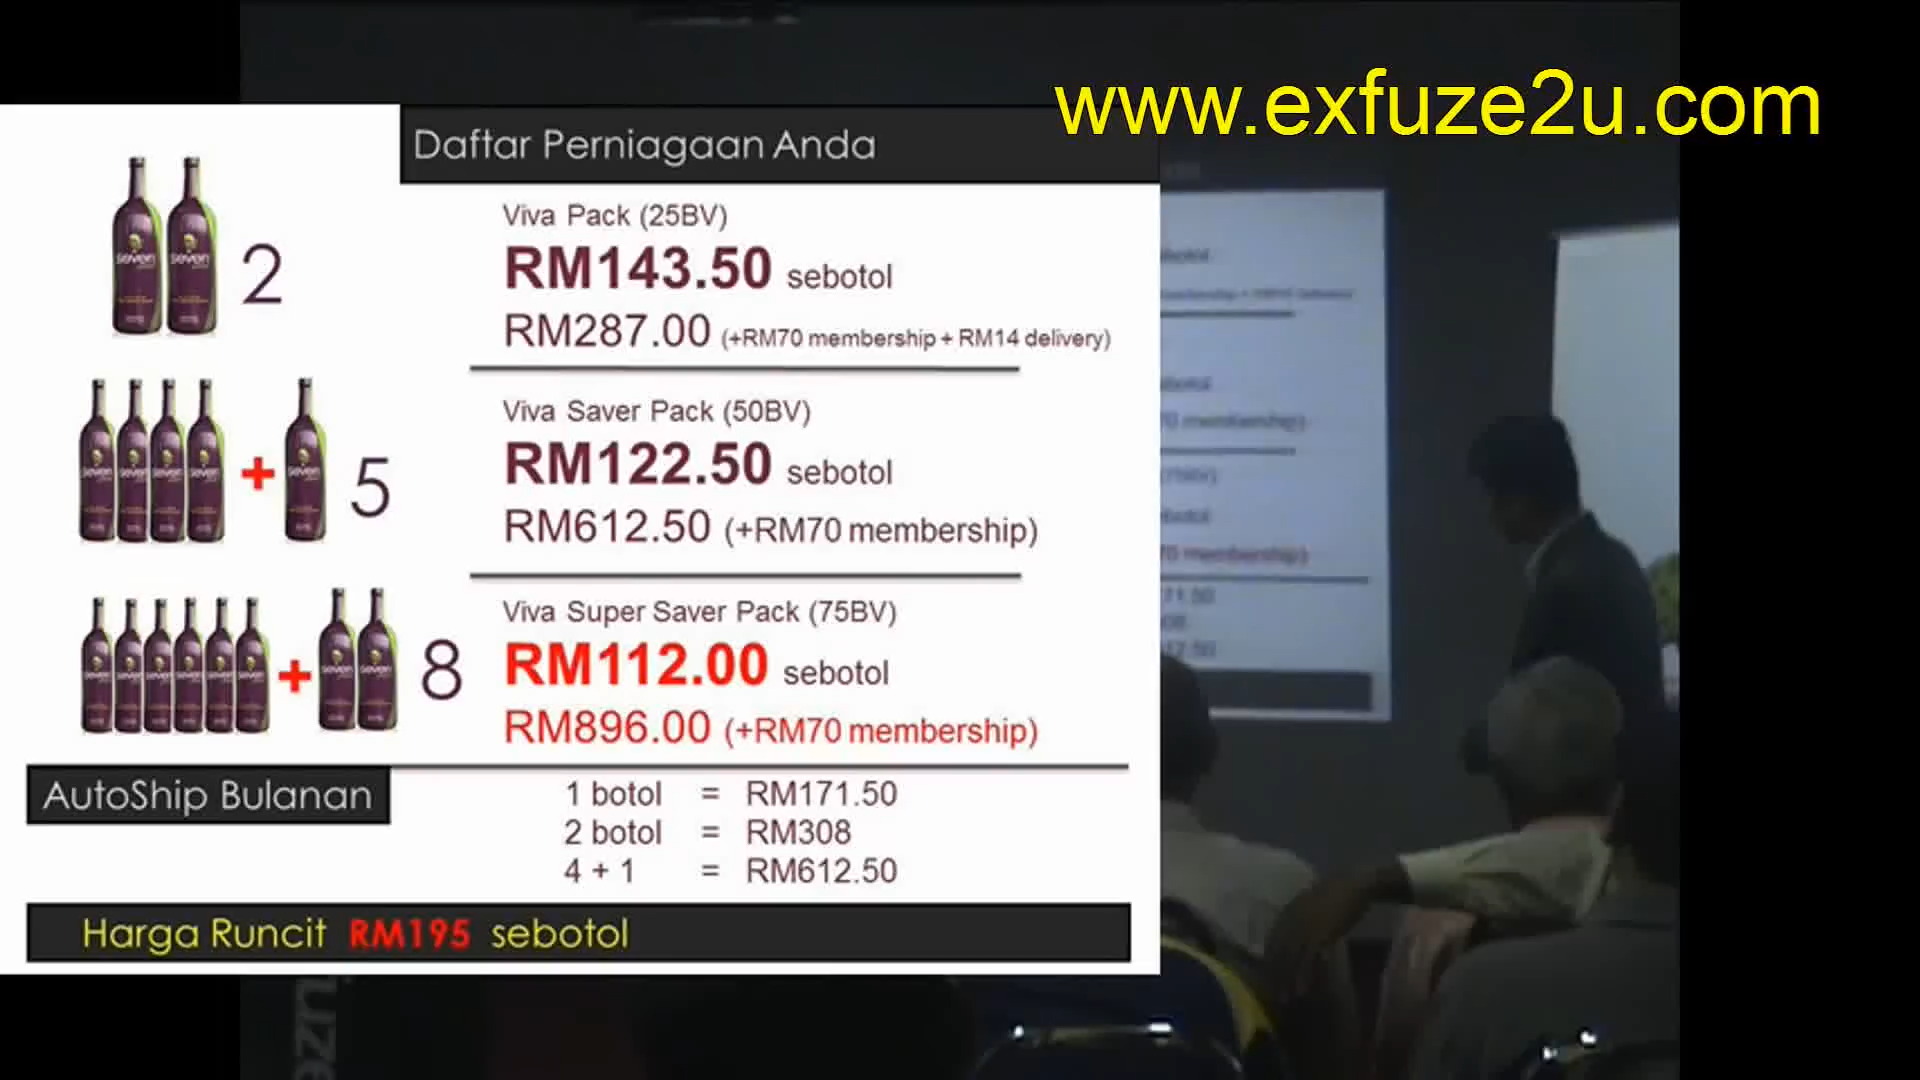 www.exfuze2u.com
Daftar Perniagaan Anda
2
Viva Pack (25BV)
RM143.50 sebotol
RM287.00 (+RM70 membership + RM14 delivery)
+
5
Viva Saver Pack (50BV)
RM122.50 sebotol
RM612.50 (+RM70 membership)
+
8
Viva Super Saver Pack (75BV)
RM112.00 sebotol
RM896.00 (+RM70 membership)
AutoShip Bulanan
1 botol = RM171.50
2 botol = RM308
4 + 1 = RM612.50
Harga Runcit RM195 sebotol
seven
seven